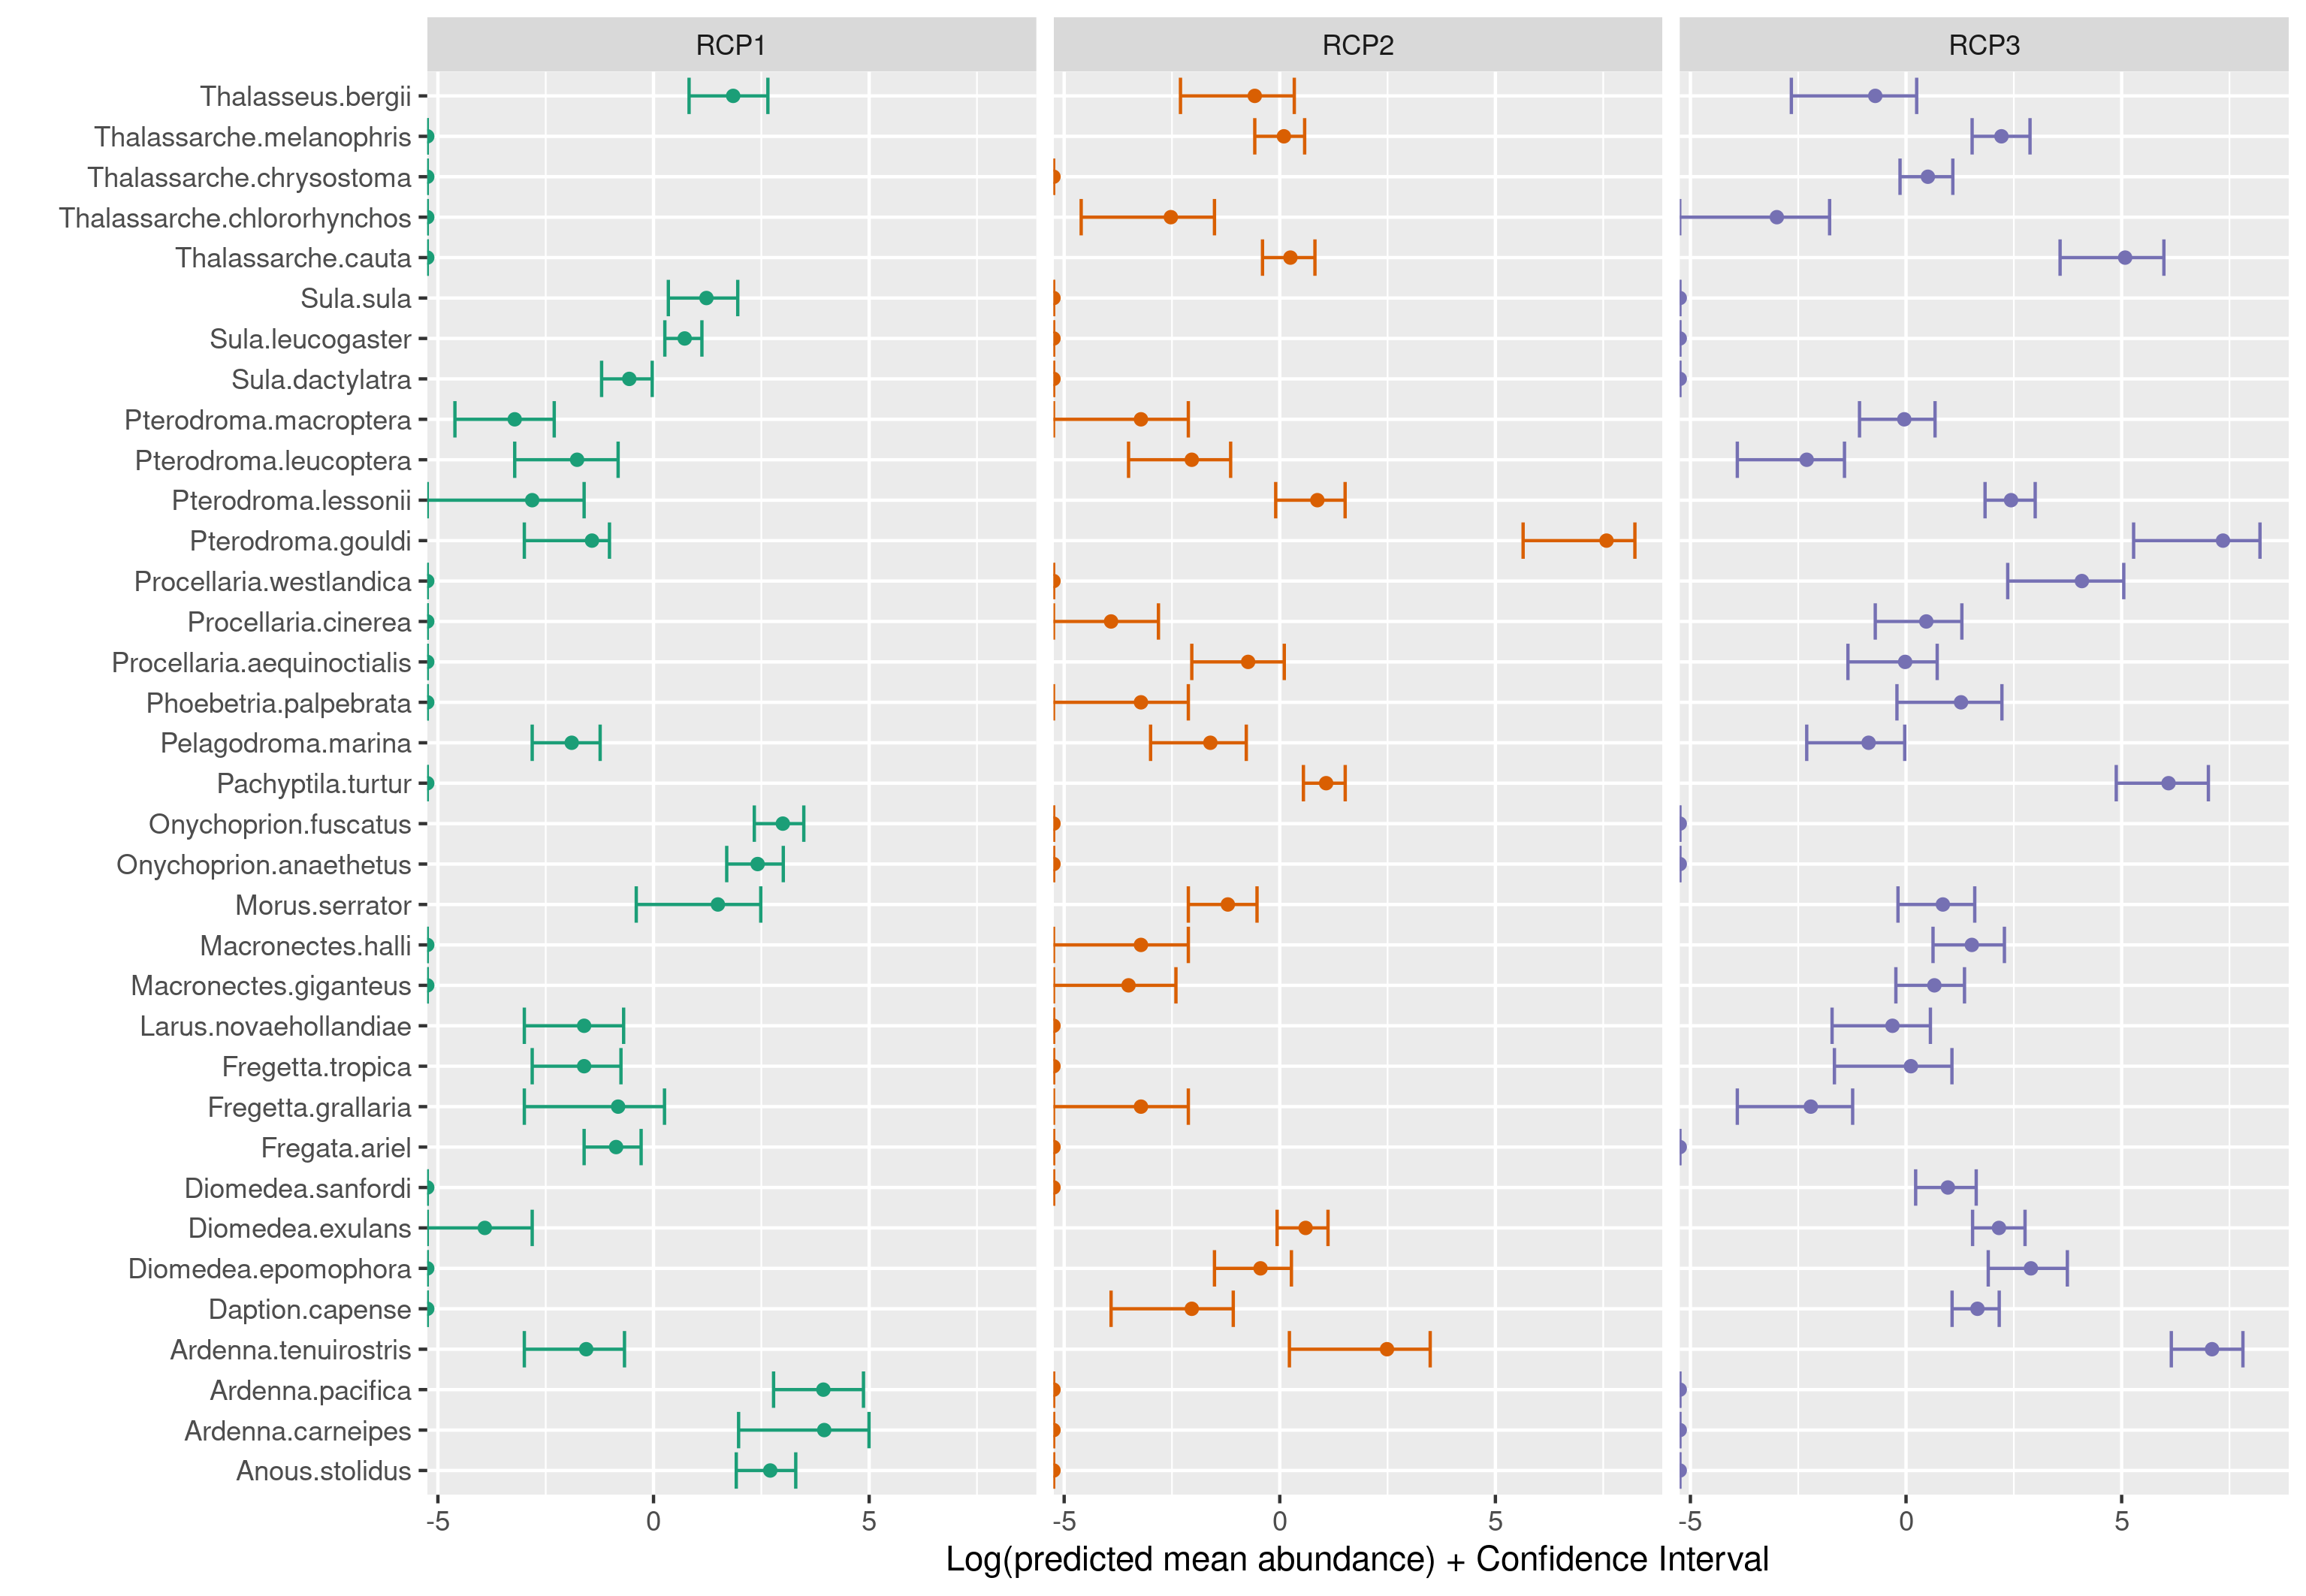 RCP1 RCP2 RCP3
Thalasseus.bergii
Thalassarche.melanophris
Thalassarche.chrysostoma
Thalassarche.chlororhynchos
Thalassarche.cauta
Sula.sula
Sula.leucogaster
Sula.dactylatra
Pterodroma.macroptera
Pterodroma.leucoptera
Pterodroma.lessonii
Pterodroma.gouldi
Procellaria.westlandica
Procellaria.cinerea
Procellaria.aequinoctialis
Phoebetria.palpebrata
Pelagodroma.marina
Pachyptila.turtur
Onychoprion.fuscatus
Onychoprion.anaethetus
Morus.serrator
Macronectes.halli
Macronectes.giganteus
Larus.novaehollandiae
Fregetta.tropica
Fregetta.grallaria
Fregata.ariel
Diomedea.sanfordi
Diomedea.exulans
Diomedea.epomophora
Daption.capense
Ardenna.tenuirostris
Ardenna.pacifica
Ardenna.carneipes
Anous.stolidus
-5 0 5 -5 0 5 -5 0 5
Log(predicted mean abundance) + Confidence Interval